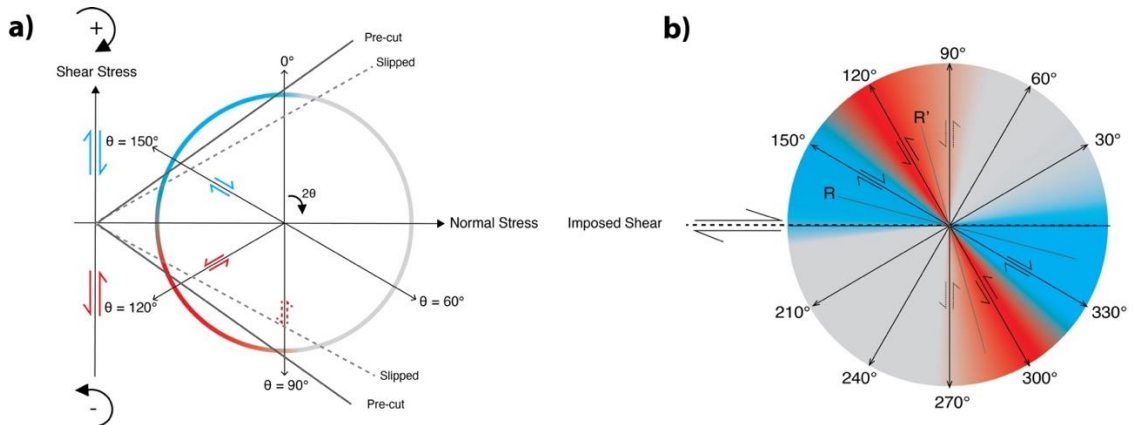 a)
+
Shear Stress
0°
Pre-cut
Slipped
θ = 150°
2θ
Normal Stress
θ = 120°
θ = 60°
θ = 90°
Slipped
Pre-cut
-
b)
90°
120°
60°
R'
150°
30°
R
Imposed Shear
210°
330°
240°
300°
270°